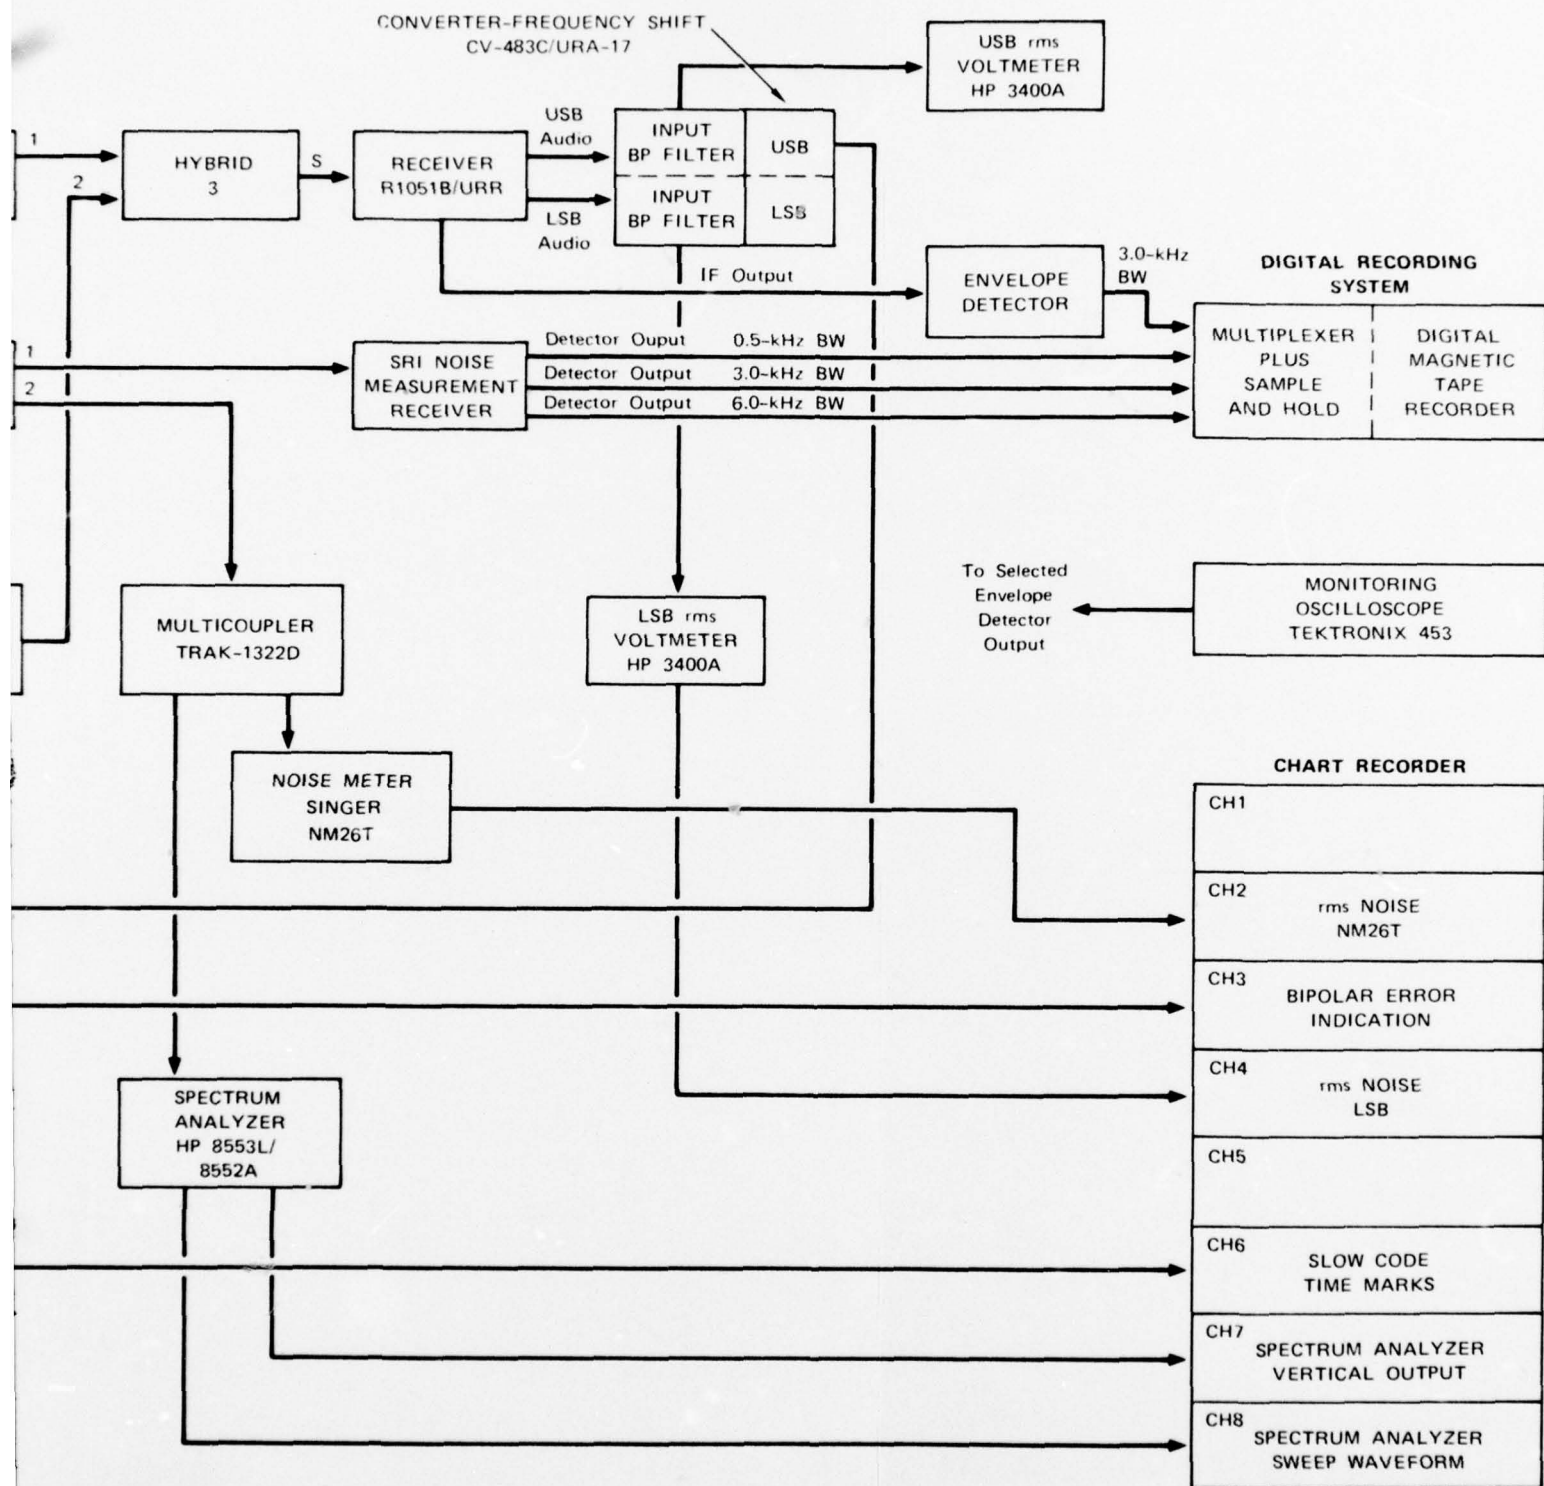 CONVERTER-FREQUENCY SHIFT
CV-483C/URA-17
USB rms
VOLTMETER
HP 3400A
1
2
HYBRID
3
S
RECEIVER
R1051B/URR
USB
Audio
LSB
Audio
INPUT
BP FILTER
USB
INPUT
BP FILTER
LSB
IF Output
ENVELOPE
DETECTOR
3.0-kHz
BW
DIGITAL RECORDING
SYSTEM
MULTIPLEXER
PLUS
SAMPLE
AND HOLD
DIGITAL
MAGNETIC
TAPE
RECORDER
1
2
SRI NOISE
MEASUREMENT
RECEIVER
Detector Ouput 0.5-kHz BW
Detector Output 3.0-kHz BW
Detector Output 6.0-kHz BW
MULTICOUPLER
TRAK-1322D
LSB rms
VOLTMETER
HP 3400A
To Selected
Envelope
Detector
Output
MONITORING
OSCILLOSCOPE
TEKTRONIX 453
NOISE METER
SINGER
NM26T
CHART RECORDER
CH1
CH2
rms NOISE
NM26T
CH3
BIPOLAR ERROR
INDICATION
CH4
rms NOISE
LSB
SPECTRUM
ANALYZER
HP 8553L/
8552A
CH5
CH6
SLOW CODE
TIME MARKS
CH7
SPECTRUM ANALYZER
VERTICAL OUTPUT
CH8
SPECTRUM ANALYZER
SWEEP WAVEFORM